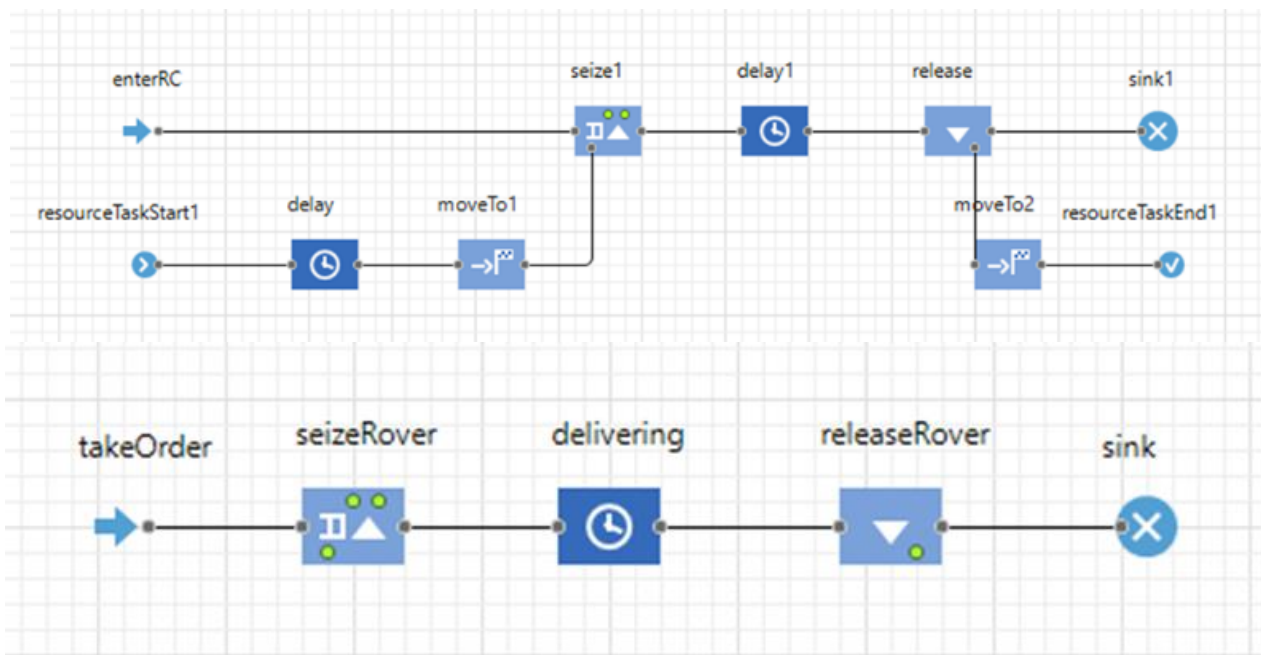 enterRC
seize1
delay1
release
sink1
resourceTaskStart1
delay
moveTo1
moveTo2
resourceTaskEnd1
takeOrder
seizeRover
delivering
releaseRover
sink